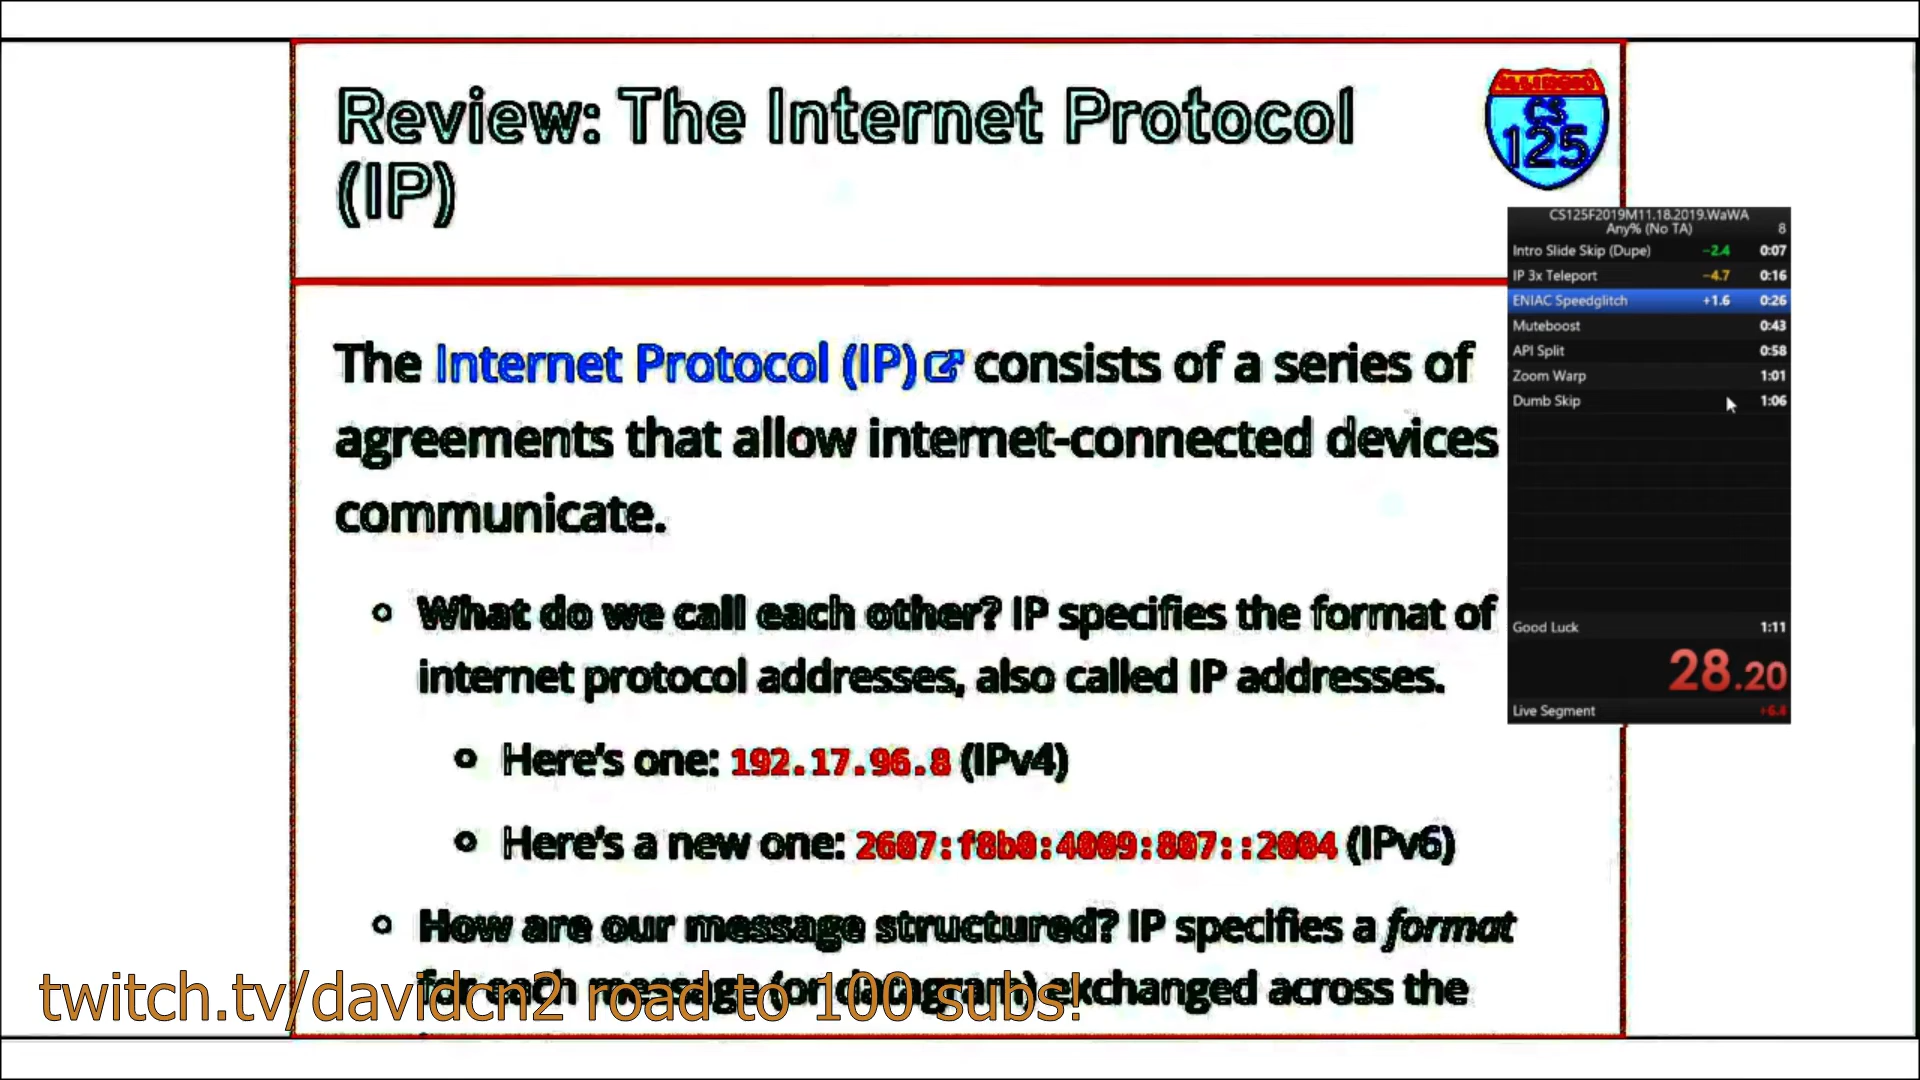 Review: The Internet Protocol
(IP)
CS
125
CS125F2019M11.18.2019.WaWA
Any% (No TA) 8
Intro Slide Skip (Dupe) -2.4 0:07
IP 3x Teleport -4.7 0:16
ENIAC Speedglitch +1.6 0:26
Muteboost 0:43
API Split 0:58
Zoom Warp 1:01
Dumb Skip 1:06
Good Luck 1:11
28.20
Live Segment +6.4
The Internet Protocol (IP) consists of a series of
agreements that allow internet-connected devices
communicate.
What do we call each other? IP specifies the format of
internet protocol addresses, also called IP addresses.
Here's one: 192.17.96.8 (IPv4)
Here's a new one: 2607:f8b0:4009:807::2004 (IPv6)
How are our message structured? IP specifies a format
for each message (or datagram) exchanged across the
twitch.tv/davidcn2 road to 100 subs!